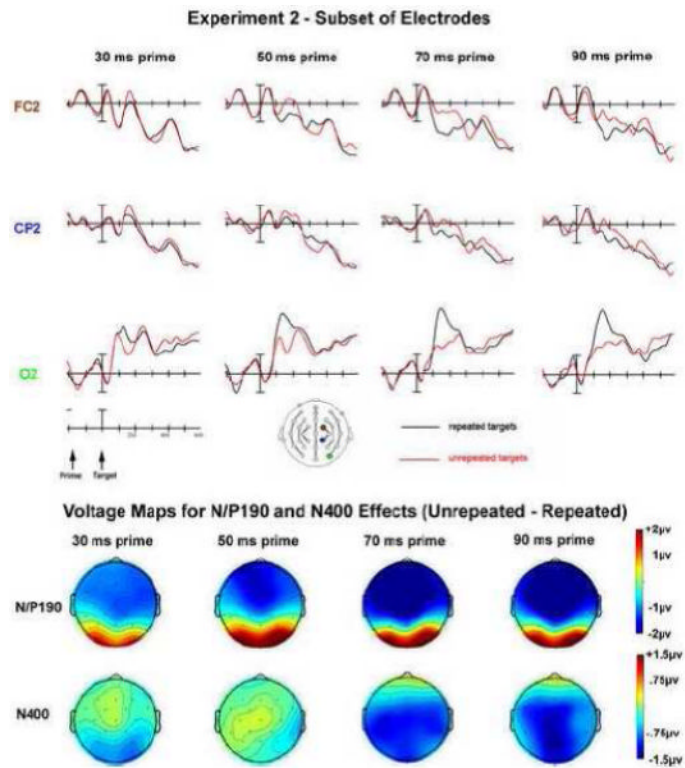 Experiment 2 - Subset of Electrodes
30 ms prime 50 ms prime 70 ms prime 90 ms prime
FC2
CP2
O2
Prime Target
repeated targets
unrepeated targets
Voltage Maps for N/P190 and N400 Effects (Unrepeated - Repeated)
30 ms prime 50 ms prime 70 ms prime 90 ms prime
N/P190
+2µv
1µv
-1µv
-2µv
N400
+1.5µv
.75µv
-.75µv
-1.5µv